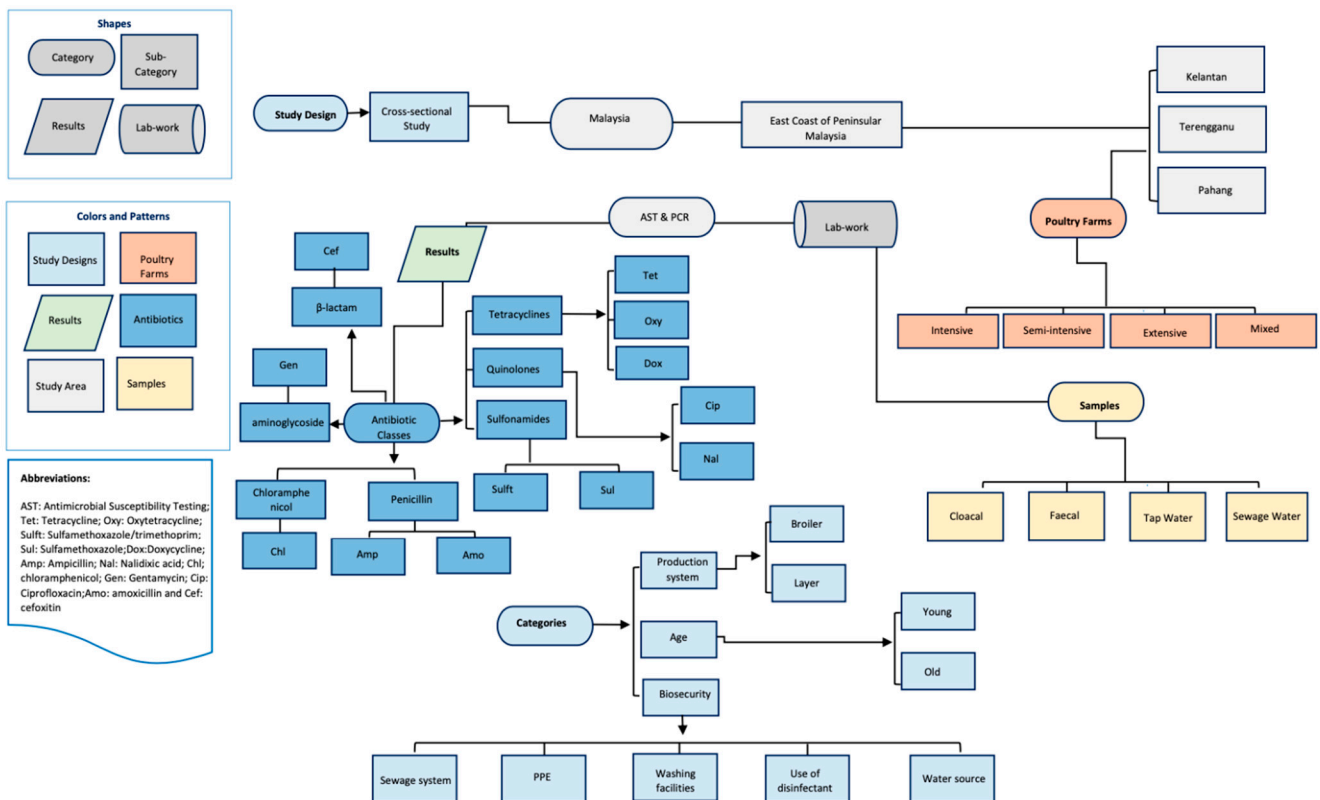 Shapes
Category
Sub-
Category
Results
Lab-work
Colors and Patterns
Study Designs
Poultry
Farms
Results
Antibiotics
Study Area
Samples
Abbreviations:
AST: Antimicrobial Susceptibility Testing;
Tet: Tetracycline; Oxy: Oxytetracycline;
Sulft: Sulfamethoxazole/trimethoprim;
Sul: Sulfamethoxazole;Dox:Doxycycline;
Amp: Ampicillin; Nal: Nalidixic acid; Chl;
chloramphenicol; Gen: Gentamycin; Cip:
Ciprofloxacin;Amo: amoxicillin and Cef:
cefoxitin
Study Design
Cross-sectional
Study
Malaysia
East Coast of Peninsular
Malaysia
Kelantan
Terengganu
Pahang
Poultry Farms
Intensive
Semi-intensive
Extensive
Mixed
AST & PCR
Lab-work
Results
Samples
Cloacal
Faecal
Tap Water
Sewage Water
Antibiotic
Classes
Cef
β-lactam
Gen
aminoglycoside
Tetracyclines
Tet
Oxy
Dox
Quinolones
Cip
Nal
Sulfonamides
Sulft
Sul
Chloramphe
nicol
Chl
Penicillin
Amp
Amo
Categories
Production
system
Broiler
Layer
Age
Young
Old
Biosecurity
Sewage system
PPE
Washing
facilities
Use of
disinfectant
Water source